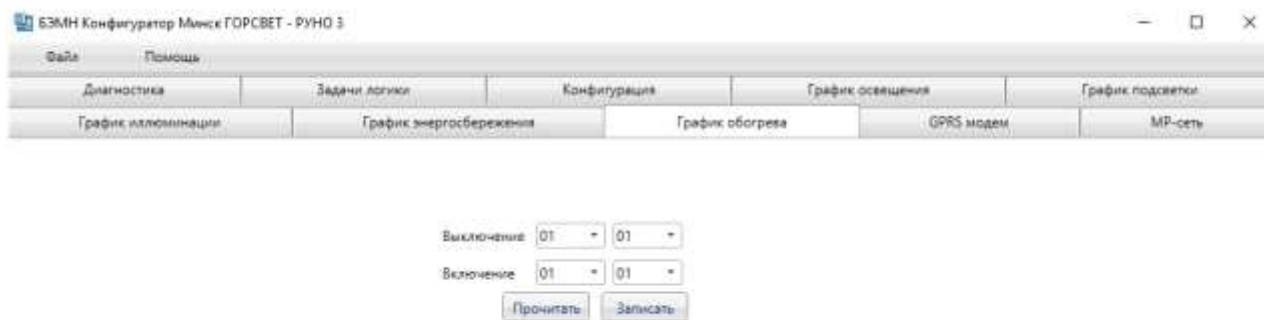 БЭМН Конфигуратор Минск ГОРСВЕТ - РУНО 3
Файл Помощь
Диагностика Задачи логики Конфигурация График освещения График подсветки
График иллюминации График энергосбережения График обогрева GPRS модем МР-сеть
Выключение 01 01
Включение 01 01
Прочитать Записать